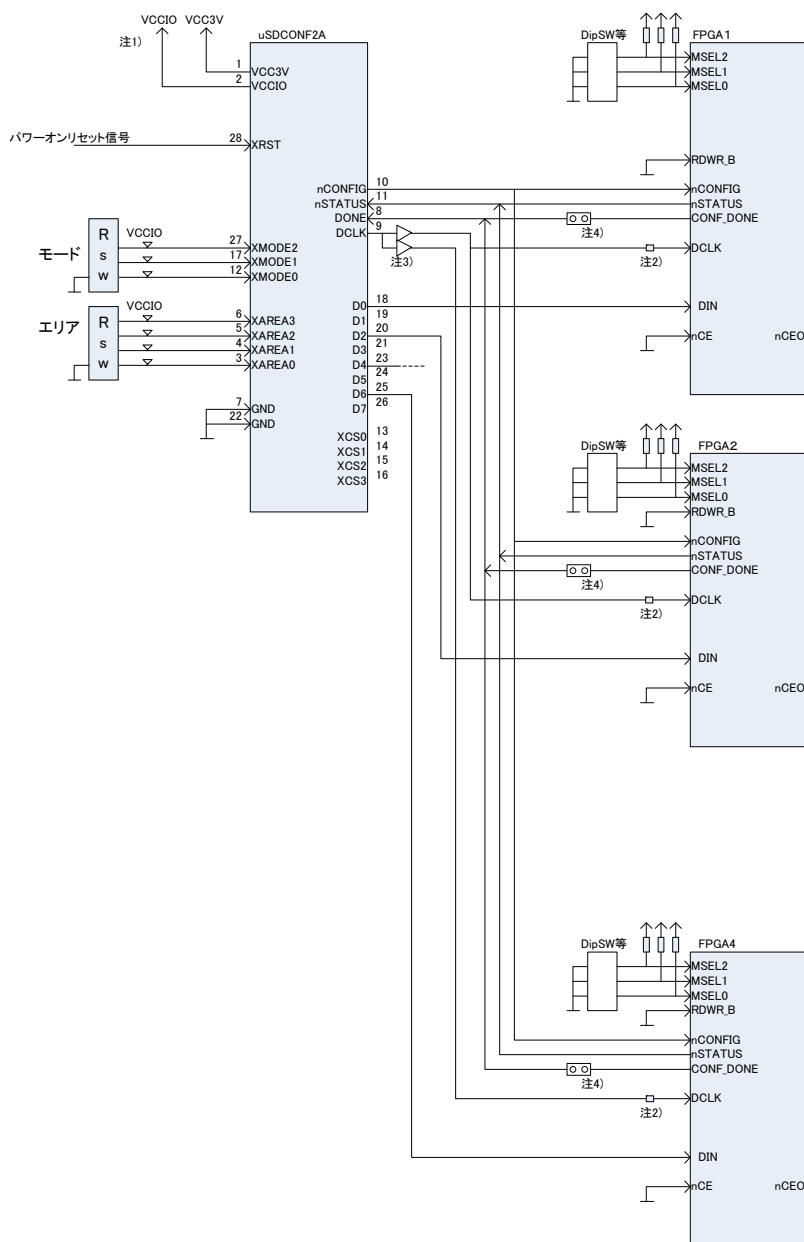 VCCIO VCC3V
注1)
uSDCONF2A
1
VCC3V
2
VCCIO
パワーオンリセット信号
28
XRST
nCONFIG
10
nSTATUS
11
DONE
8
DCLK
9
注3)
モード
R
s
w
VCCIO
27
XMODE2
17
XMODE1
12
XMODE0
エリア
R
s
w
VCCIO
6
XAREA3
5
XAREA2
4
XAREA1
3
XAREA0
7
GND
22
GND
D0
18
D1
19
D2
20
D3
21
D4
23
D5
24
D6
25
D7
26
XCS0
13
XCS1
14
XCS2
15
XCS3
16
DipSW等
FPGA1
MSEL2
MSEL1
MSEL0
RDWR_B
nCONFIG
nSTATUS
CONF_DONE
注4)
DCLK
注2)
DIN
nCE
nCEO
DipSW等
FPGA2
MSEL2
MSEL1
MSEL0
RDWR_B
nCONFIG
nSTATUS
CONF_DONE
注4)
DCLK
注2)
DIN
nCE
nCEO
DipSW等
FPGA4
MSEL2
MSEL1
MSEL0
RDWR_B
nCONFIG
nSTATUS
CONF_DONE
注4)
DCLK
注2)
DIN
nCE
nCEO